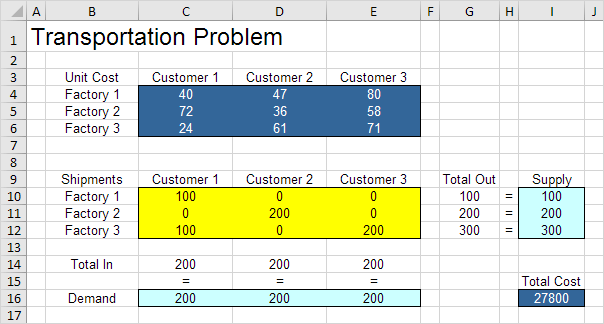 A B C D E F G H I J
1 Transportation Problem
2
3 Unit Cost Customer 1 Customer 2 Customer 3
4 Factory 1 40 47 80
5 Factory 2 72 36 58
6 Factory 3 24 61 71
7
8
9 Shipments Customer 1 Customer 2 Customer 3 Total Out Supply
10 Factory 1 100 0 0 100 = 100
11 Factory 2 0 200 0 200 = 200
12 Factory 3 100 0 200 300 = 300
13
14 Total In 200 200 200
15 = = = Total Cost
16 Demand 200 200 200 27800
17